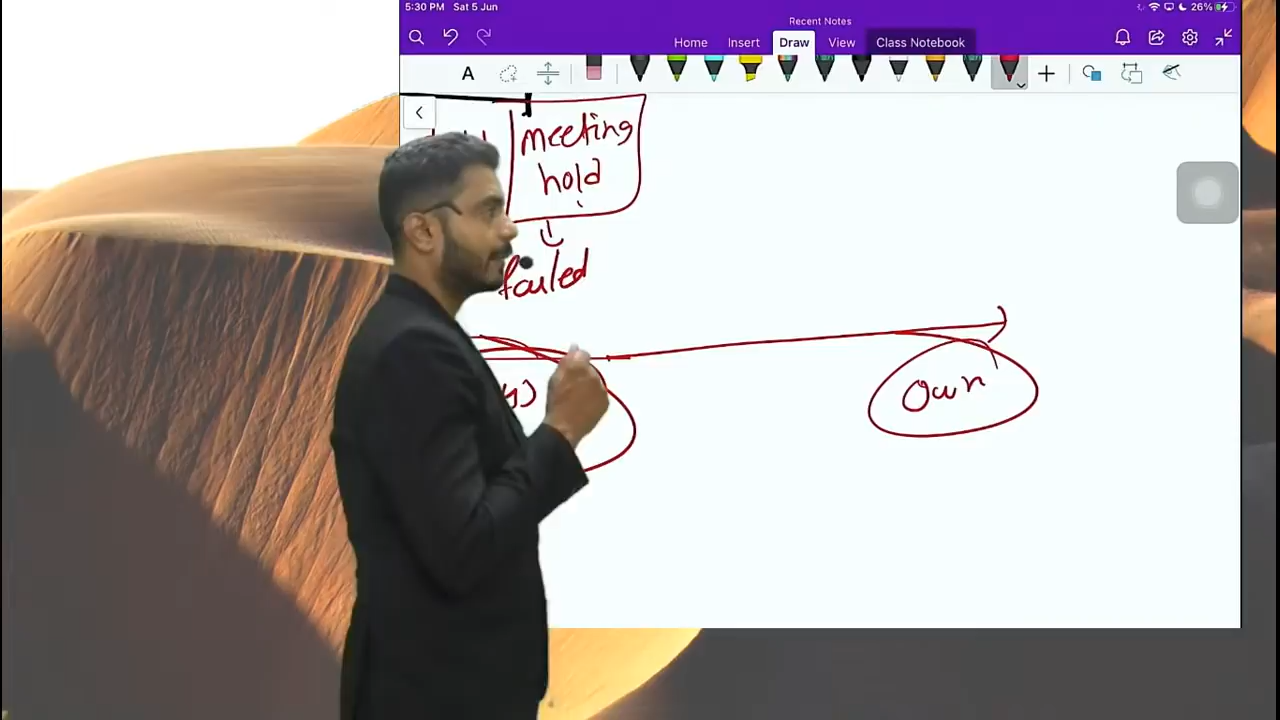 5:30 PM Sat 5 Jun
26%
Recent Notes
Home Insert Draw View Class Notebook
A
meeting
hold
failed
own